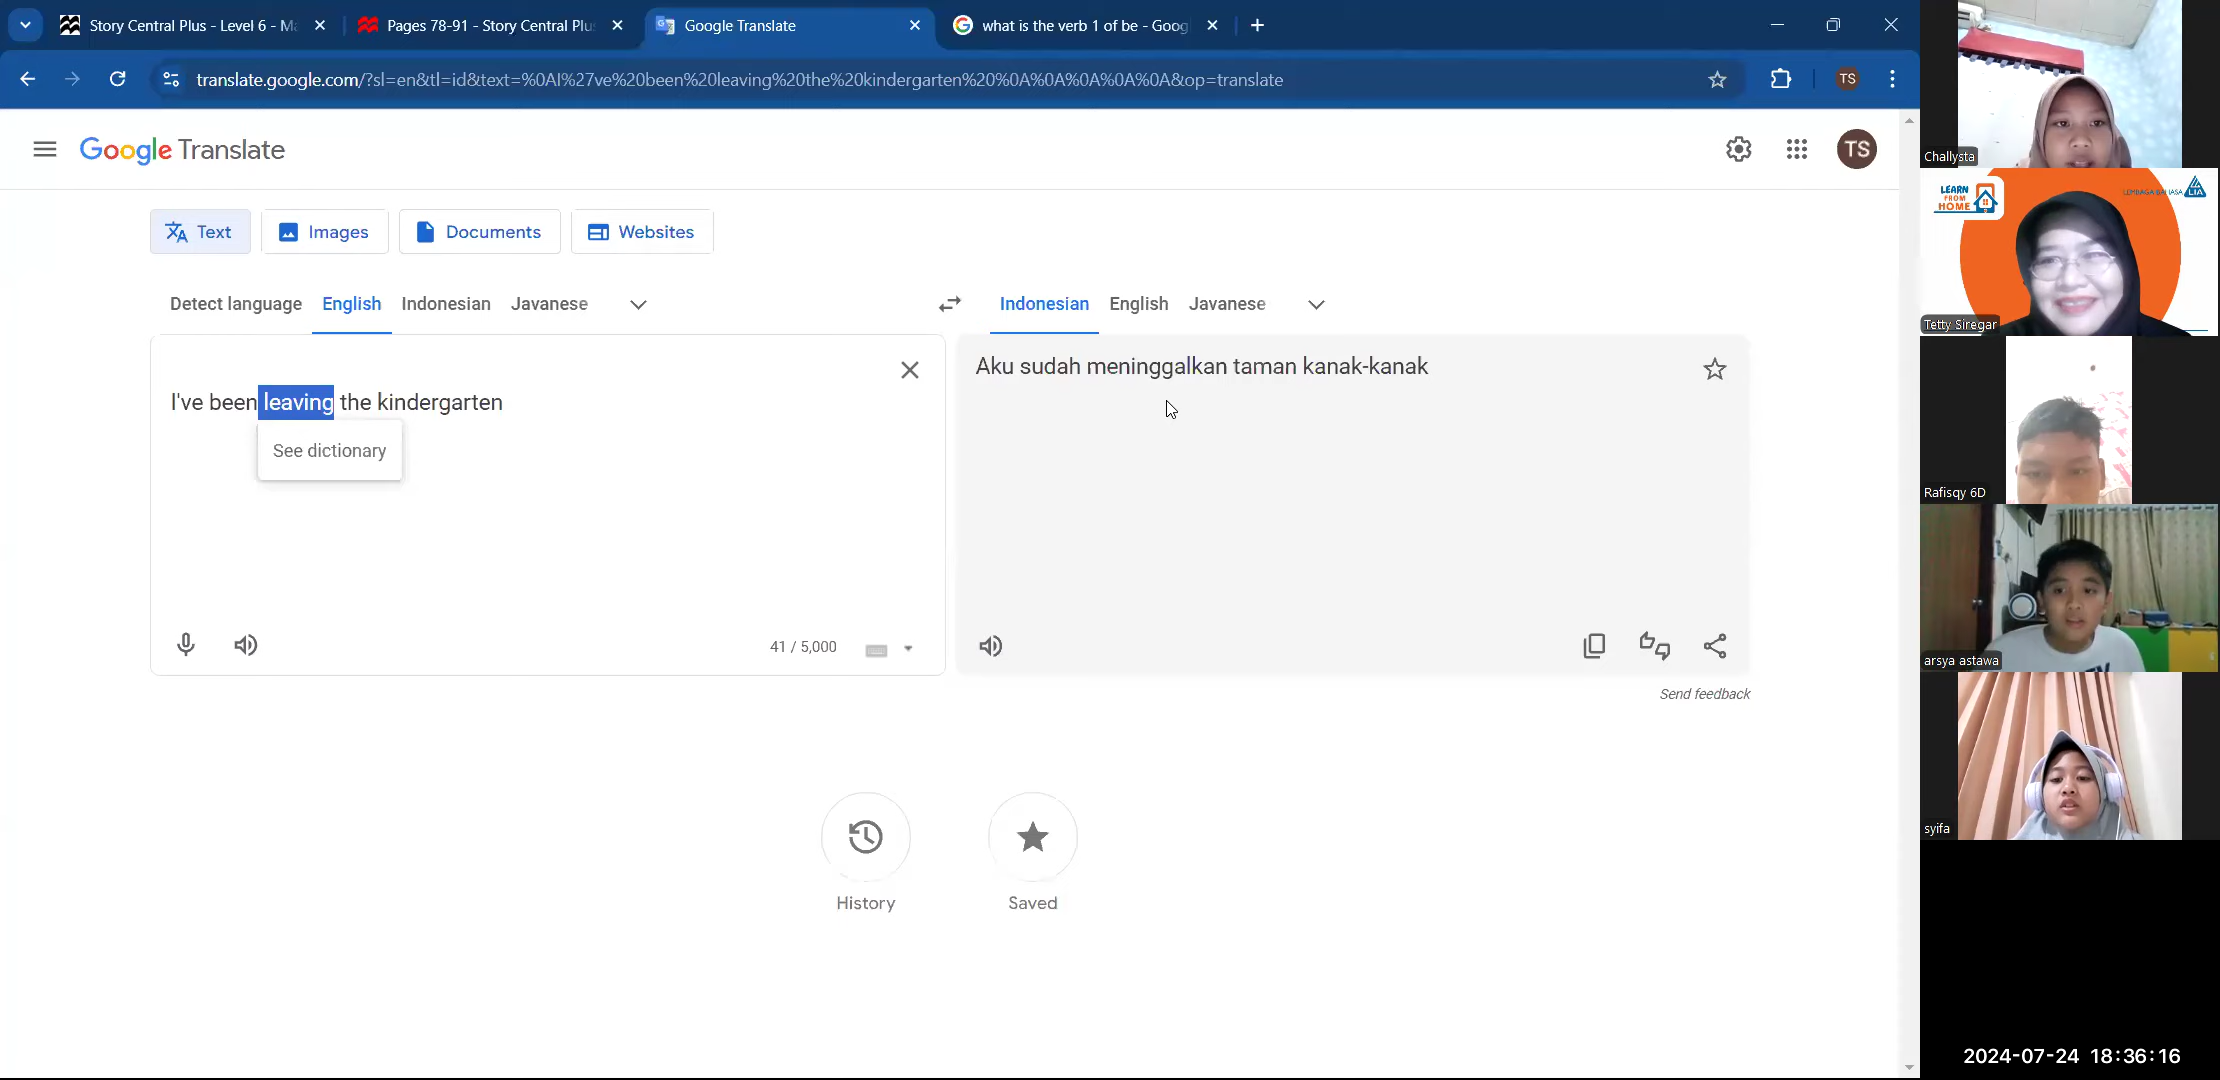 Story Central Plus - Level 6 - Ma
Pages 78-91 - Story Central Plus
Google Translate
what is the verb 1 of be - Goog
translate.google.com/?sl=en&tl=id&text=%0AI%27ve%20been%20leaving%20the%20kindergarten%20%0A%0A%0A%0A%0A&op=translate
TS
Google Translate
TS
Text
Images
Documents
Websites
Detect language
English
Indonesian
Javanese
Indonesian
English
Javanese
I've been leaving the kindergarten
See dictionary
41 / 5,000
Aku sudah meninggalkan taman kanak-kanak
Send feedback
History
Saved
Challysta
LEARN
FROM
HOME
LEMBAGA BAHASA
LIA
Tetty Siregar
Rafisqy 6D
arsya astawa
syifa
2024-07-24 18:36:16